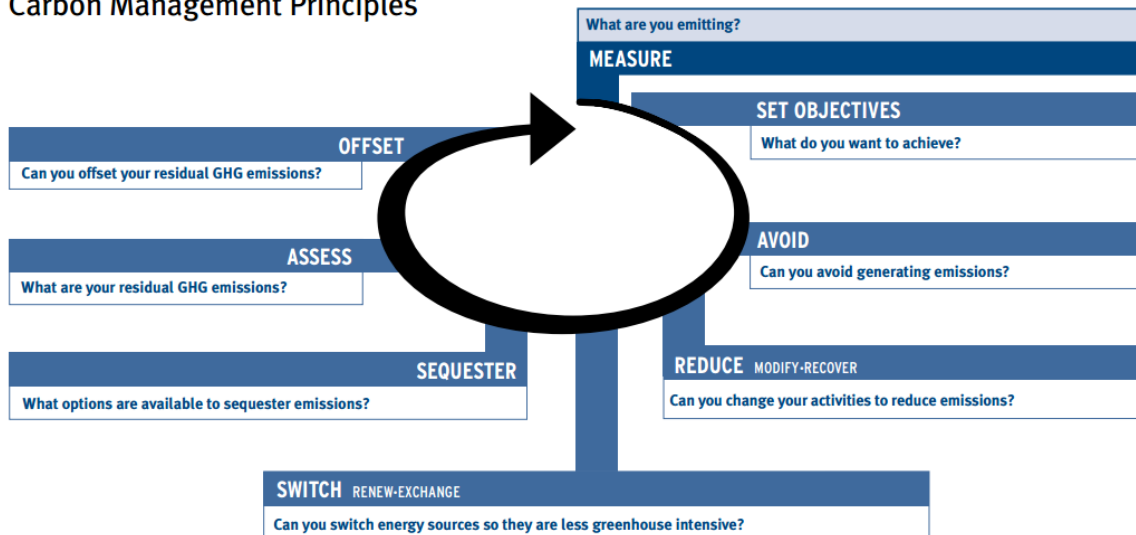 Carbon Management Principles
What are you emitting?
MEASURE
SET OBJECTIVES
What do you want to achieve?
AVOID
Can you avoid generating emissions?
REDUCE MODIFY·RECOVER
Can you change your activities to reduce emissions?
SWITCH RENEW·EXCHANGE
Can you switch energy sources so they are less greenhouse intensive?
SEQUESTER
What options are available to sequester emissions?
ASSESS
What are your residual GHG emissions?
OFFSET
Can you offset your residual GHG emissions?